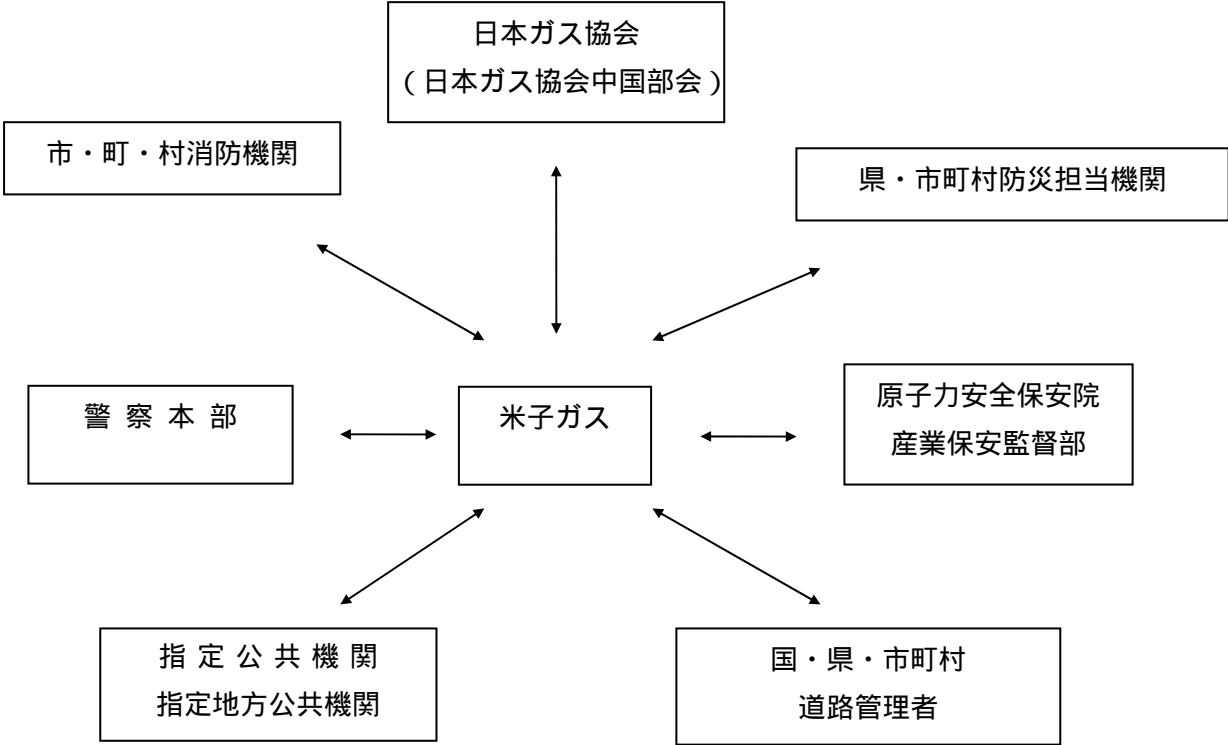 日本ガス協会
(日本ガス協会中国部会)
市・町・村消防機関
県・市町村防災担当機関
警 察 本 部
米子ガス
原子力安全保安院
産業保安監督部
指 定 公 共 機 関
指定地方公共機関
国・県・市町村
道路管理者